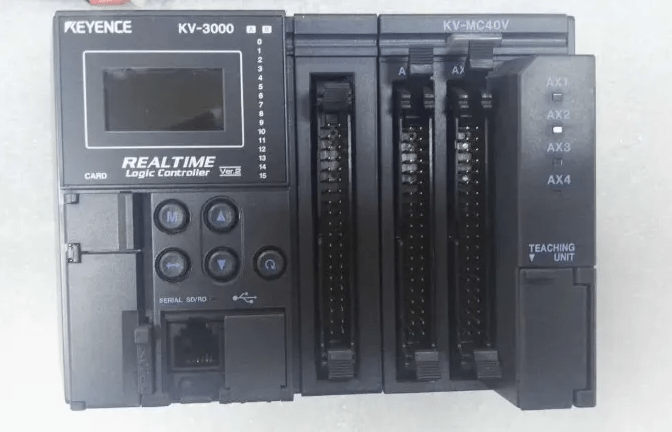 KEYENCE KV-3000 A B
0
1
2
3
4
5
6
7
8
9
10
11
12
13
14
15
REALTIME
Logic Controller Ver.2
CARD
M
SERIAL SD/RD
KV-MC40V
A AX
AX1
AX2
AX3
AX4
TEACHING
UNIT